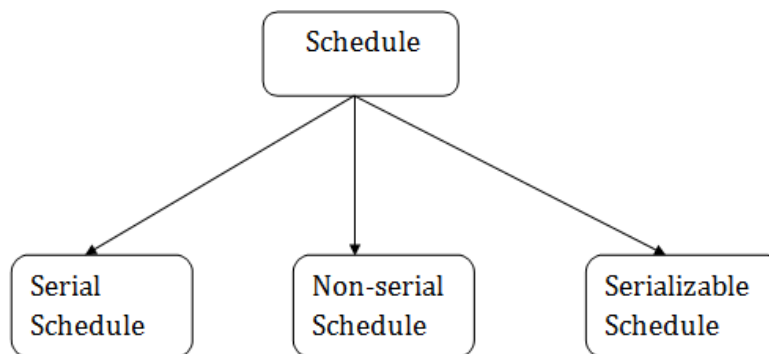 Schedule
Serial
Schedule
Non-serial
Schedule
Serializable
Schedule